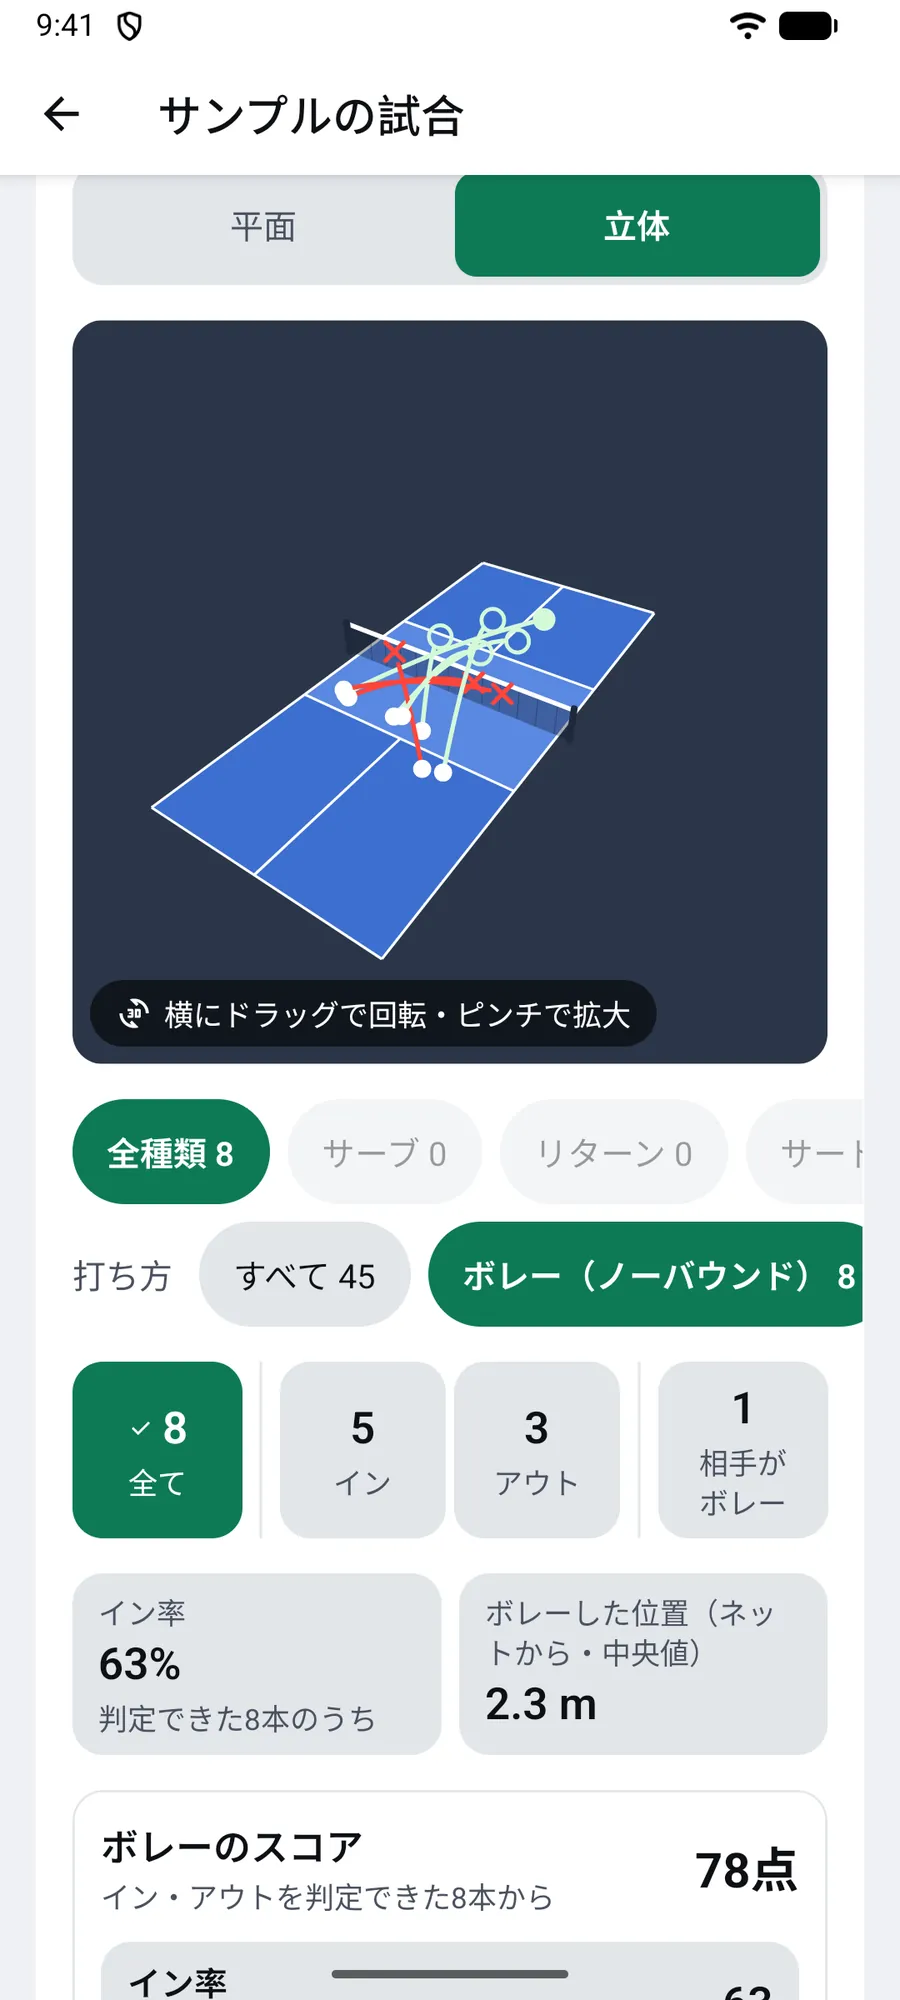 9:41
サンプルの試合
平面
立体
横にドラッグで回転・ピンチで拡大
全種類 8
サーブ 0
リターン 0
サード
打ち方
すべて 45
ボレー（ノーバウンド） 8
8
全て
5
イン
3
アウト
1
相手が
ボレー
イン率
63%
判定できた8本のうち
ボレーした位置（ネッ
トから・中央値）
2.3 m
ボレーのスコア
イン・アウトを判定できた8本から
78点
イン率
63